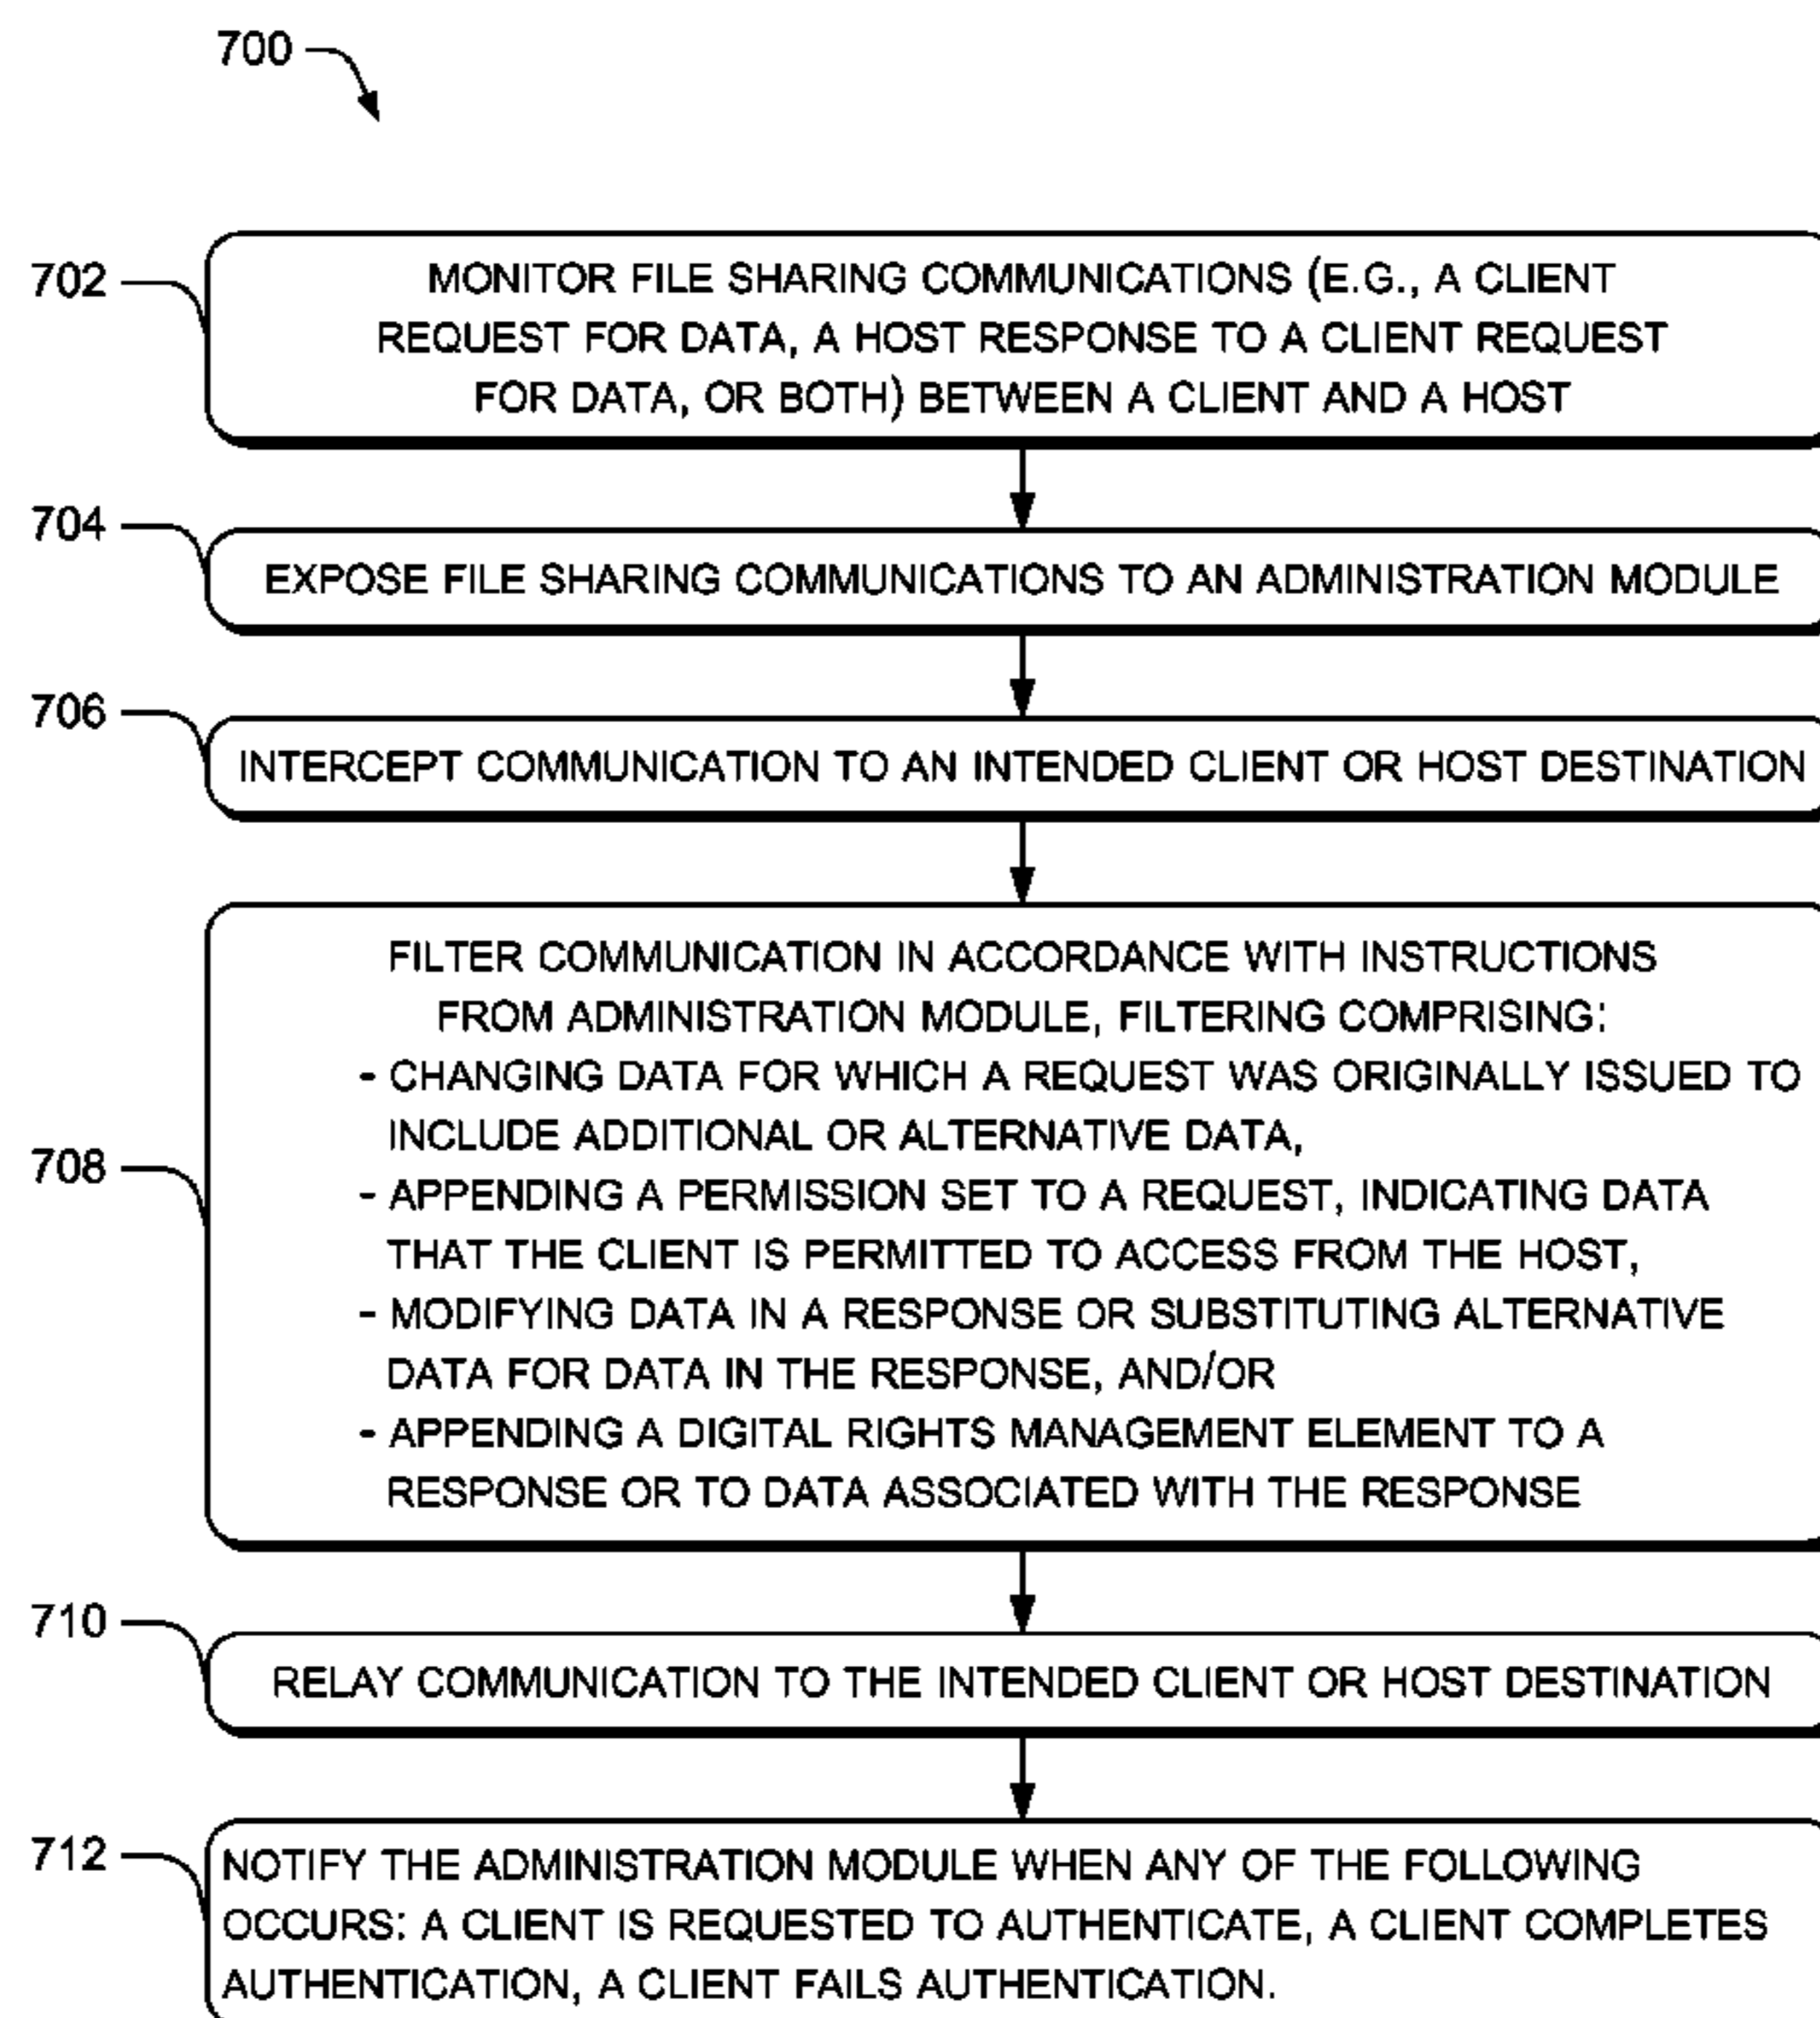 700
702
MONITOR FILE SHARING COMMUNICATIONS (E.G., A CLIENT
REQUEST FOR DATA, A HOST RESPONSE TO A CLIENT REQUEST
FOR DATA, OR BOTH) BETWEEN A CLIENT AND A HOST
704
EXPOSE FILE SHARING COMMUNICATIONS TO AN ADMINISTRATION MODULE
706
INTERCEPT COMMUNICATION TO AN INTENDED CLIENT OR HOST DESTINATION
708
FILTER COMMUNICATION IN ACCORDANCE WITH INSTRUCTIONS
FROM ADMINISTRATION MODULE, FILTERING COMPRISING:
- CHANGING DATA FOR WHICH A REQUEST WAS ORIGINALLY ISSUED TO
INCLUDE ADDITIONAL OR ALTERNATIVE DATA,
- APPENDING A PERMISSION SET TO A REQUEST, INDICATING DATA
THAT THE CLIENT IS PERMITTED TO ACCESS FROM THE HOST,
- MODIFYING DATA IN A RESPONSE OR SUBSTITUTING ALTERNATIVE
DATA FOR DATA IN THE RESPONSE, AND/OR
- APPENDING A DIGITAL RIGHTS MANAGEMENT ELEMENT TO A
RESPONSE OR TO DATA ASSOCIATED WITH THE RESPONSE
710
RELAY COMMUNICATION TO THE INTENDED CLIENT OR HOST DESTINATION
712
NOTIFY THE ADMINISTRATION MODULE WHEN ANY OF THE FOLLOWING
OCCURS: A CLIENT IS REQUESTED TO AUTHENTICATE, A CLIENT COMPLETES
AUTHENTICATION, A CLIENT FAILS AUTHENTICATION.